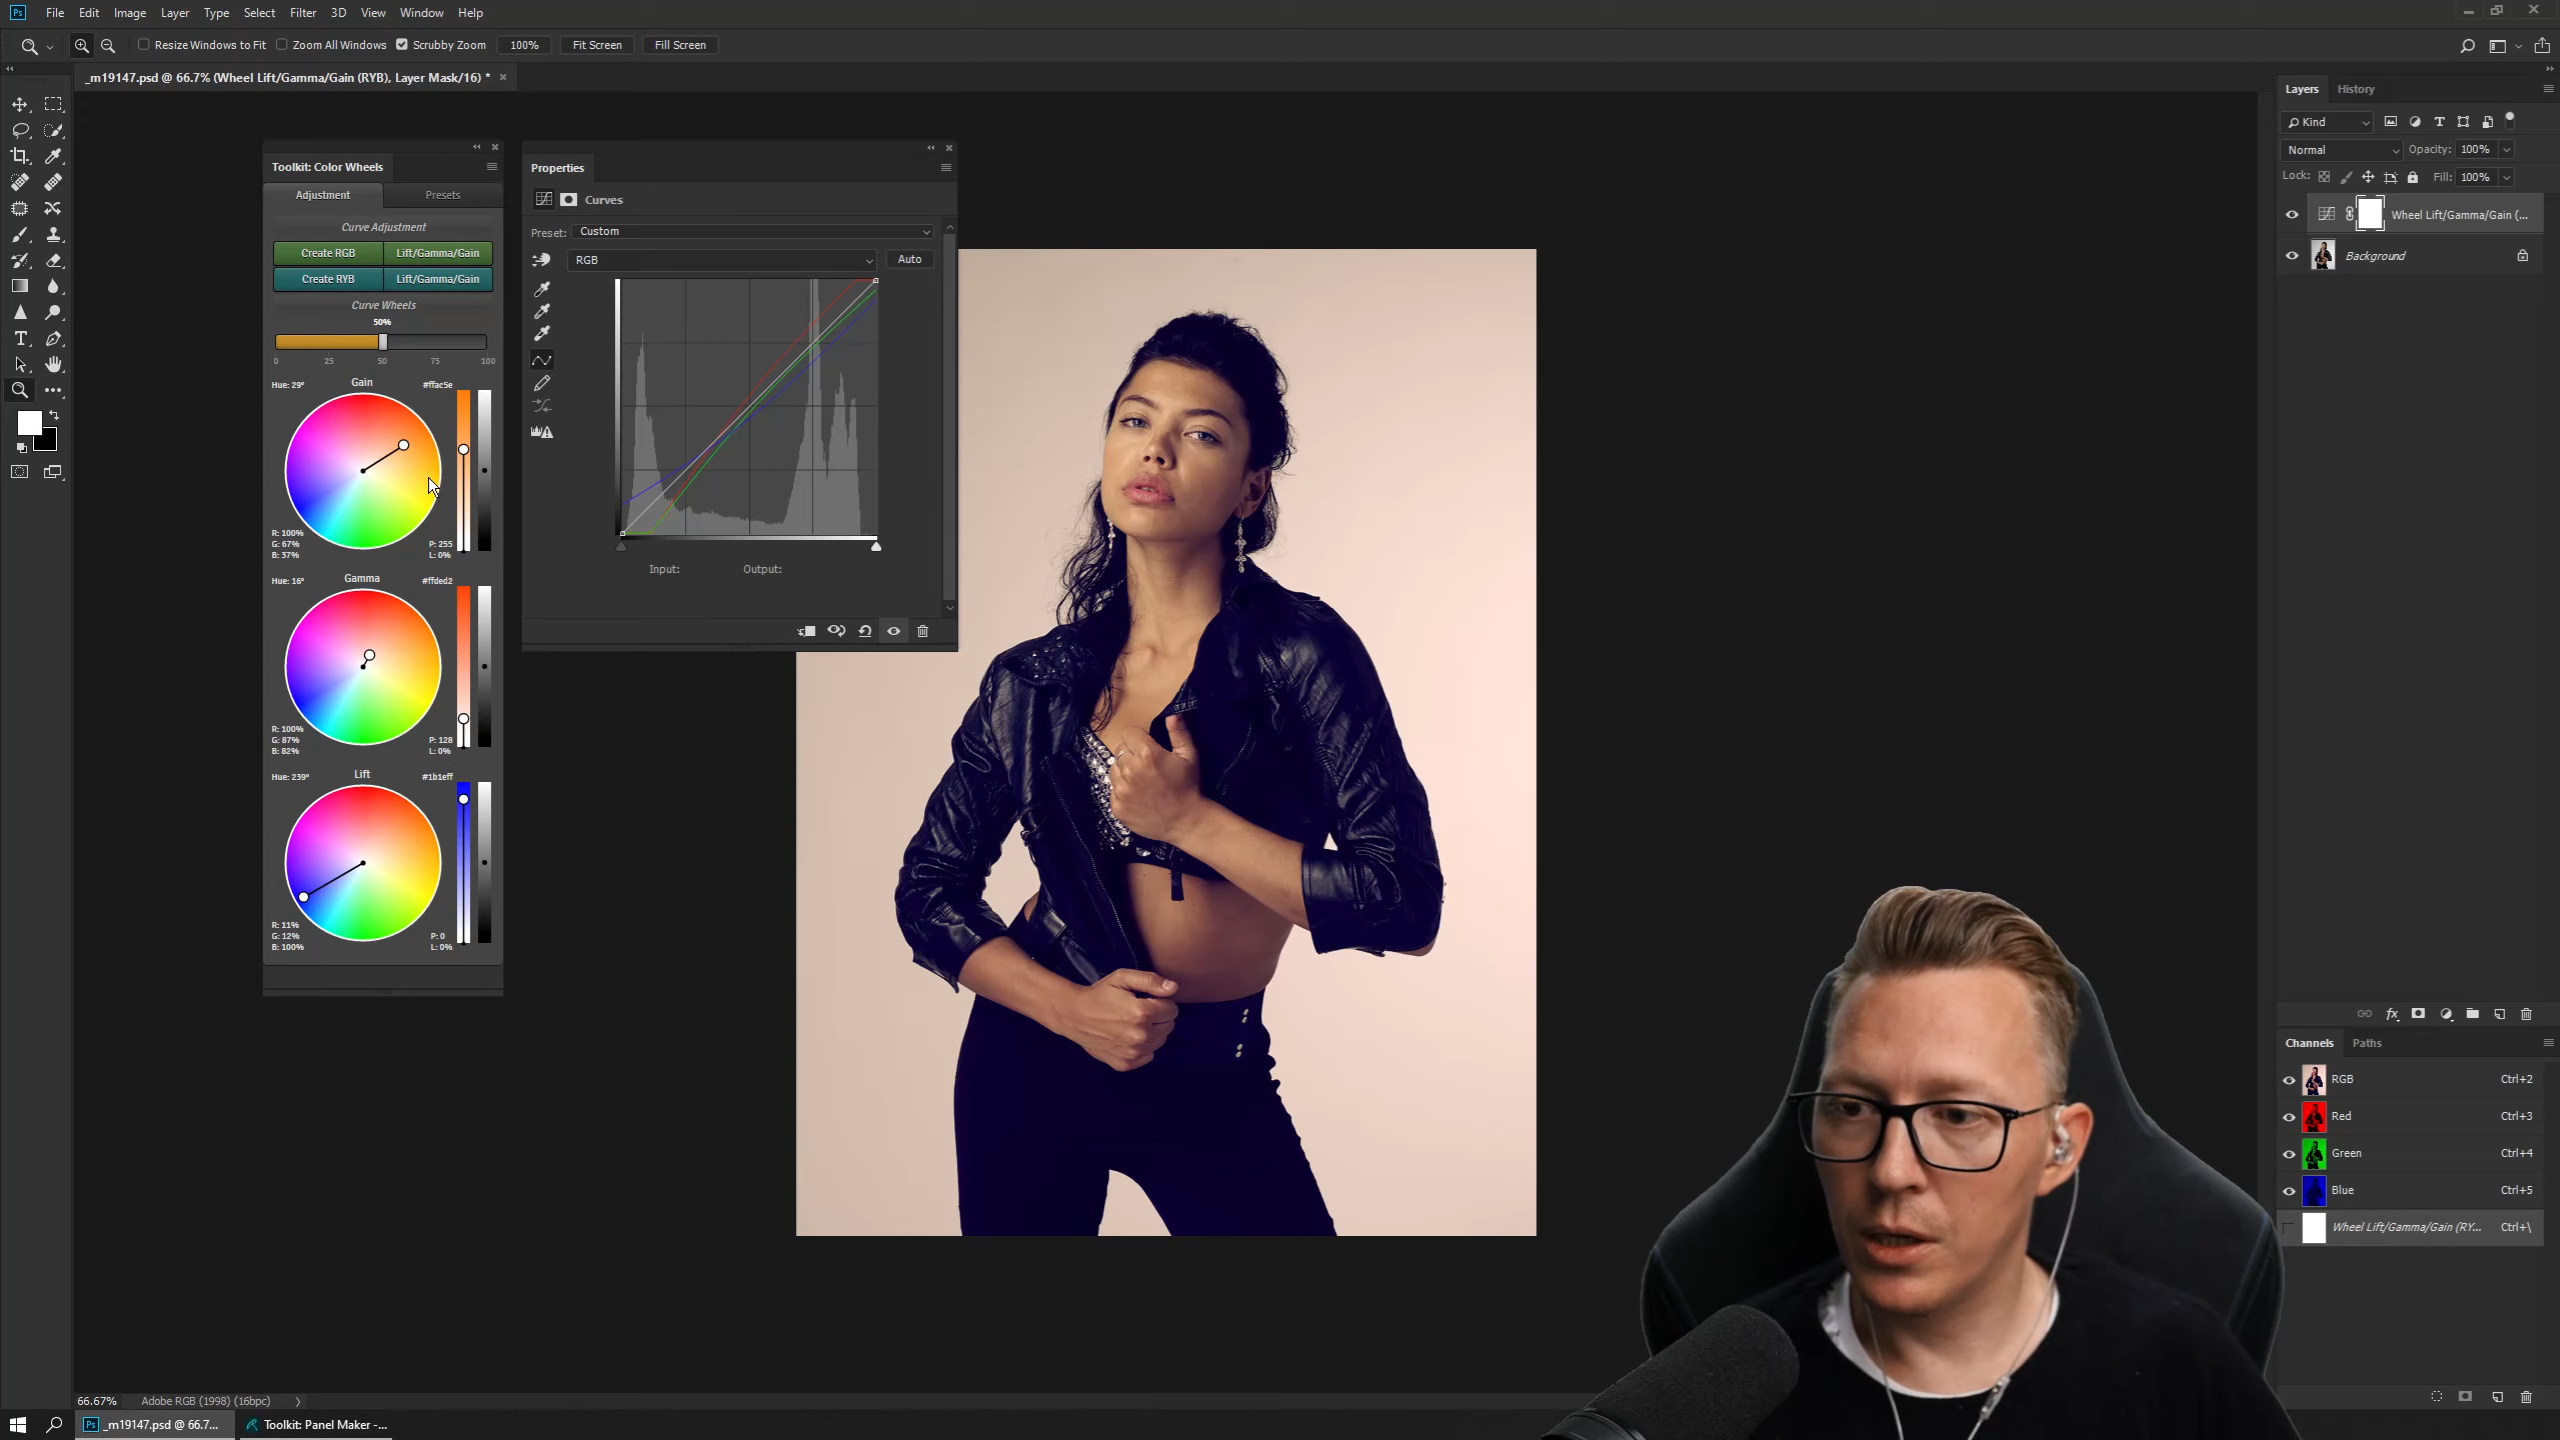 Ps File Edit Image Layer Type Select Filter 3D View Window Help
Resize Windows to Fit Zoom All Windows Scrubby Zoom 100% Fit Screen Fill Screen
_m19147.psd @ 66.7% (Wheel Lift/Gamma/Gain (RYB), Layer Mask/16) *
Toolkit: Color Wheels
Adjustment Presets
Curve Adjustment
Create RGB Lift/Gamma/Gain
Create RYB Lift/Gamma/Gain
Curve Wheels
50%
0 25 50 75 100
Hue: 29° Gain #ffac5e
R: 100%
G: 67% P: 255
B: 37% L: 0%
Hue: 16° Gamma #ffded2
R: 100%
G: 87% P: 128
B: 82% L: 0%
Hue: 239° Lift #1b1eff
R: 11%
G: 12% P: 0
B: 100% L: 0%
Properties
Curves
Preset: Custom
RGB Auto
Input: Output:
Layers History
Kind
Normal Opacity: 100%
Lock: Fill: 100%
Wheel Lift/Gamma/Gain (...
Background
Channels Paths
RGB Ctrl+2
Red Ctrl+3
Green Ctrl+4
Blue Ctrl+5
Wheel Lift/Gamma/Gain (RY... Ctrl+\
66.67% Adobe RGB (1998) (16bpc)
Ps _m19147.psd @ 66.7... Toolkit: Panel Maker -...